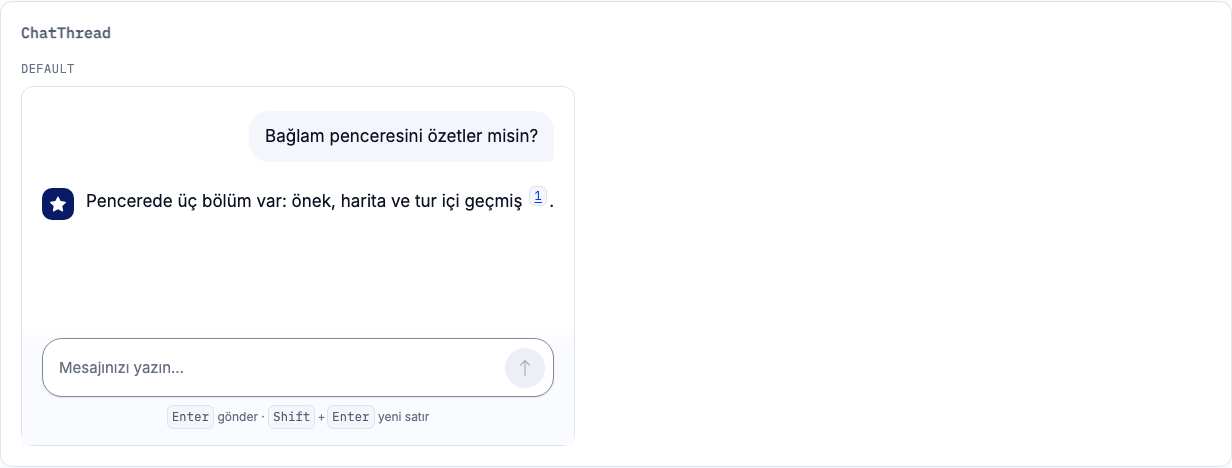 ChatThread
DEFAULT
Bağlam penceresini özetler misin?
Pencerede üç bölüm var: önek, harita ve tur içi geçmiş 1 .
Mesajınızı yazın...
Enter gönder · Shift + Enter yeni satır